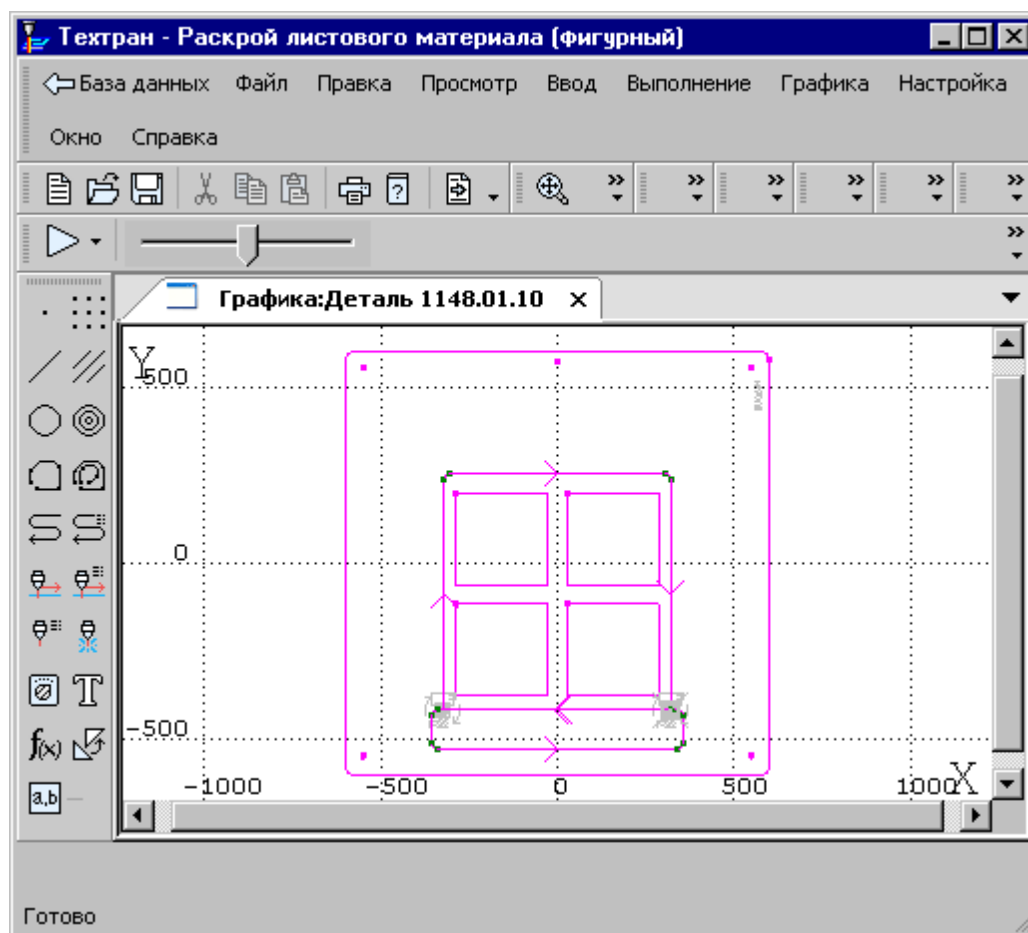 Техтран - Раскрой листового материала (фигурный)
База данных Файл Правка Просмотр Ввод Выполнение Графика Настройка
Окно Справка
Графика:Деталь 1148.01.10
Y
500
0
-500
-1000 -500 0 500 1000 X
T
f(x)
a,b
Готово